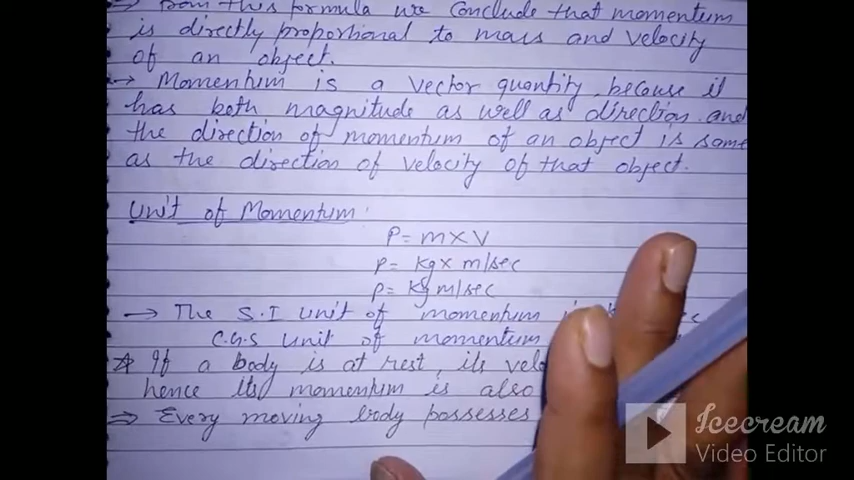 ⇒ From this formula we conclude that momentum
is directly proportional to mass and velocity
of an object.
→ Momentum is a vector quantity because it
has both magnitude as well as direction and
the direction of momentum of an object is same
as the direction of velocity of that object.
Unit of Momentum
P = m x V
P = kg x m/sec
P = kg m/sec
→ The S.I unit of momentum
C.G.S unit of momentum
☆ If a body is at rest, its
hence its momentum is also
⇒ Every moving body possesses
Icecream
Video Editor